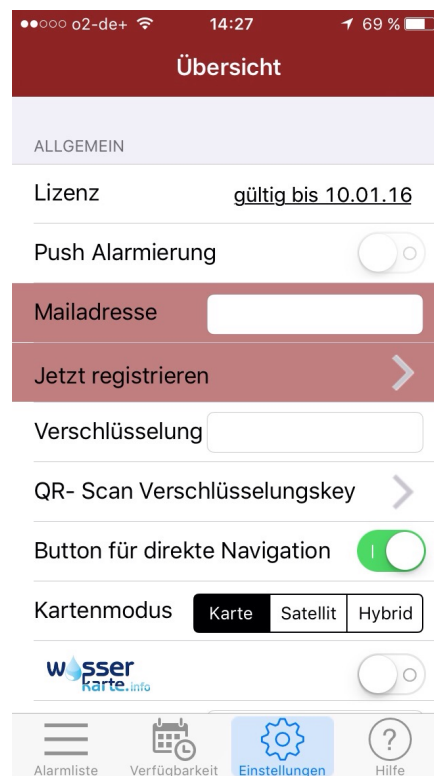 o2-de+ 14:27 69 %
Übersicht
ALLGEMEIN
Lizenz gültig bis 10.01.16
Push Alarmierung
Mailadresse
Jetzt registrieren
Verschlüsselung
QR- Scan Verschlüsselungskey
Button für direkte Navigation
Kartenmodus Karte Satellit Hybrid
wasser
karte.info
Alarmliste Verfügbarkeit Einstellungen Hilfe